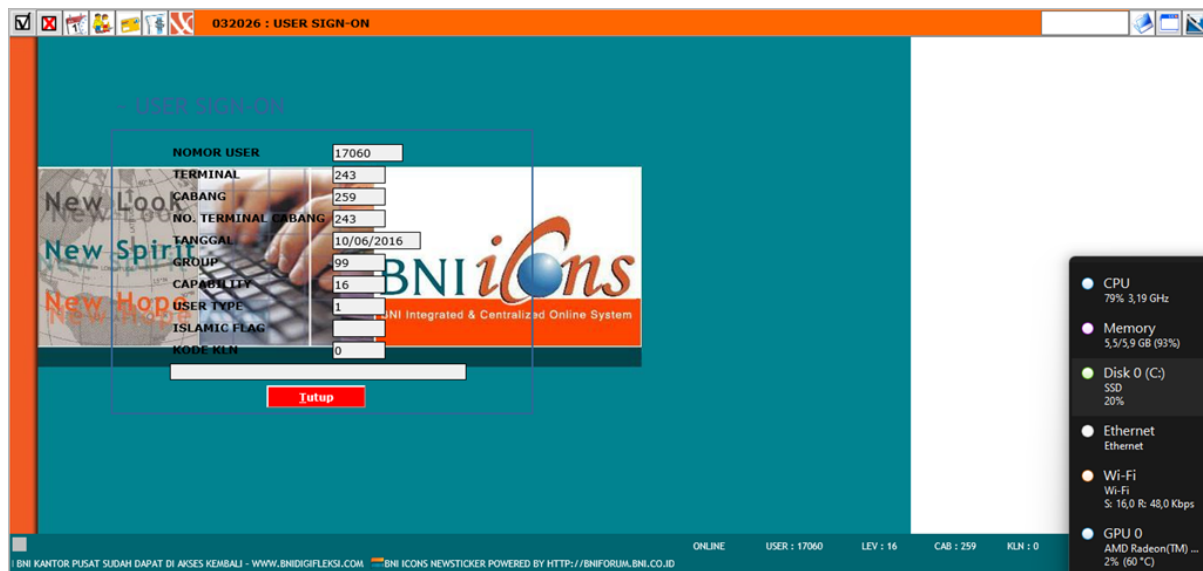 032026 : USER SIGN-ON
- USER SIGN-ON
NOMOR USER 17060
TERMINAL 243
CABANG 259
NO. TERMINAL CABANG 243
TANGGAL 10/06/2016
GROUP 99
CAPABILITY 16
USER TYPE 1
ISLAMIC FLAG
KODE KLN 0
Tutup
New Look
New Spirit
New Hope
BNI icons
BNI Integrated & Centralized Online System
CPU
79% 3,19 GHz
Memory
5,5/5,9 GB (93%)
Disk 0 (C:)
SSD
20%
Ethernet
Ethernet
Wi-Fi
Wi-Fi
S: 16,0 R: 48,0 Kbps
GPU 0
AMD Radeon(TM) ...
2% (60 °C)
ONLINE USER : 17060 LEV : 16 CAB : 259 KLN : 0
BNI KANTOR PUSAT SUDAH DAPAT DI AKSES KEMBALI - WWW.BNIDIGIFLEKSI.COM BNI ICONS NEWSTICKER POWERED BY HTTP://BNIFORUM.BNI.CO.ID